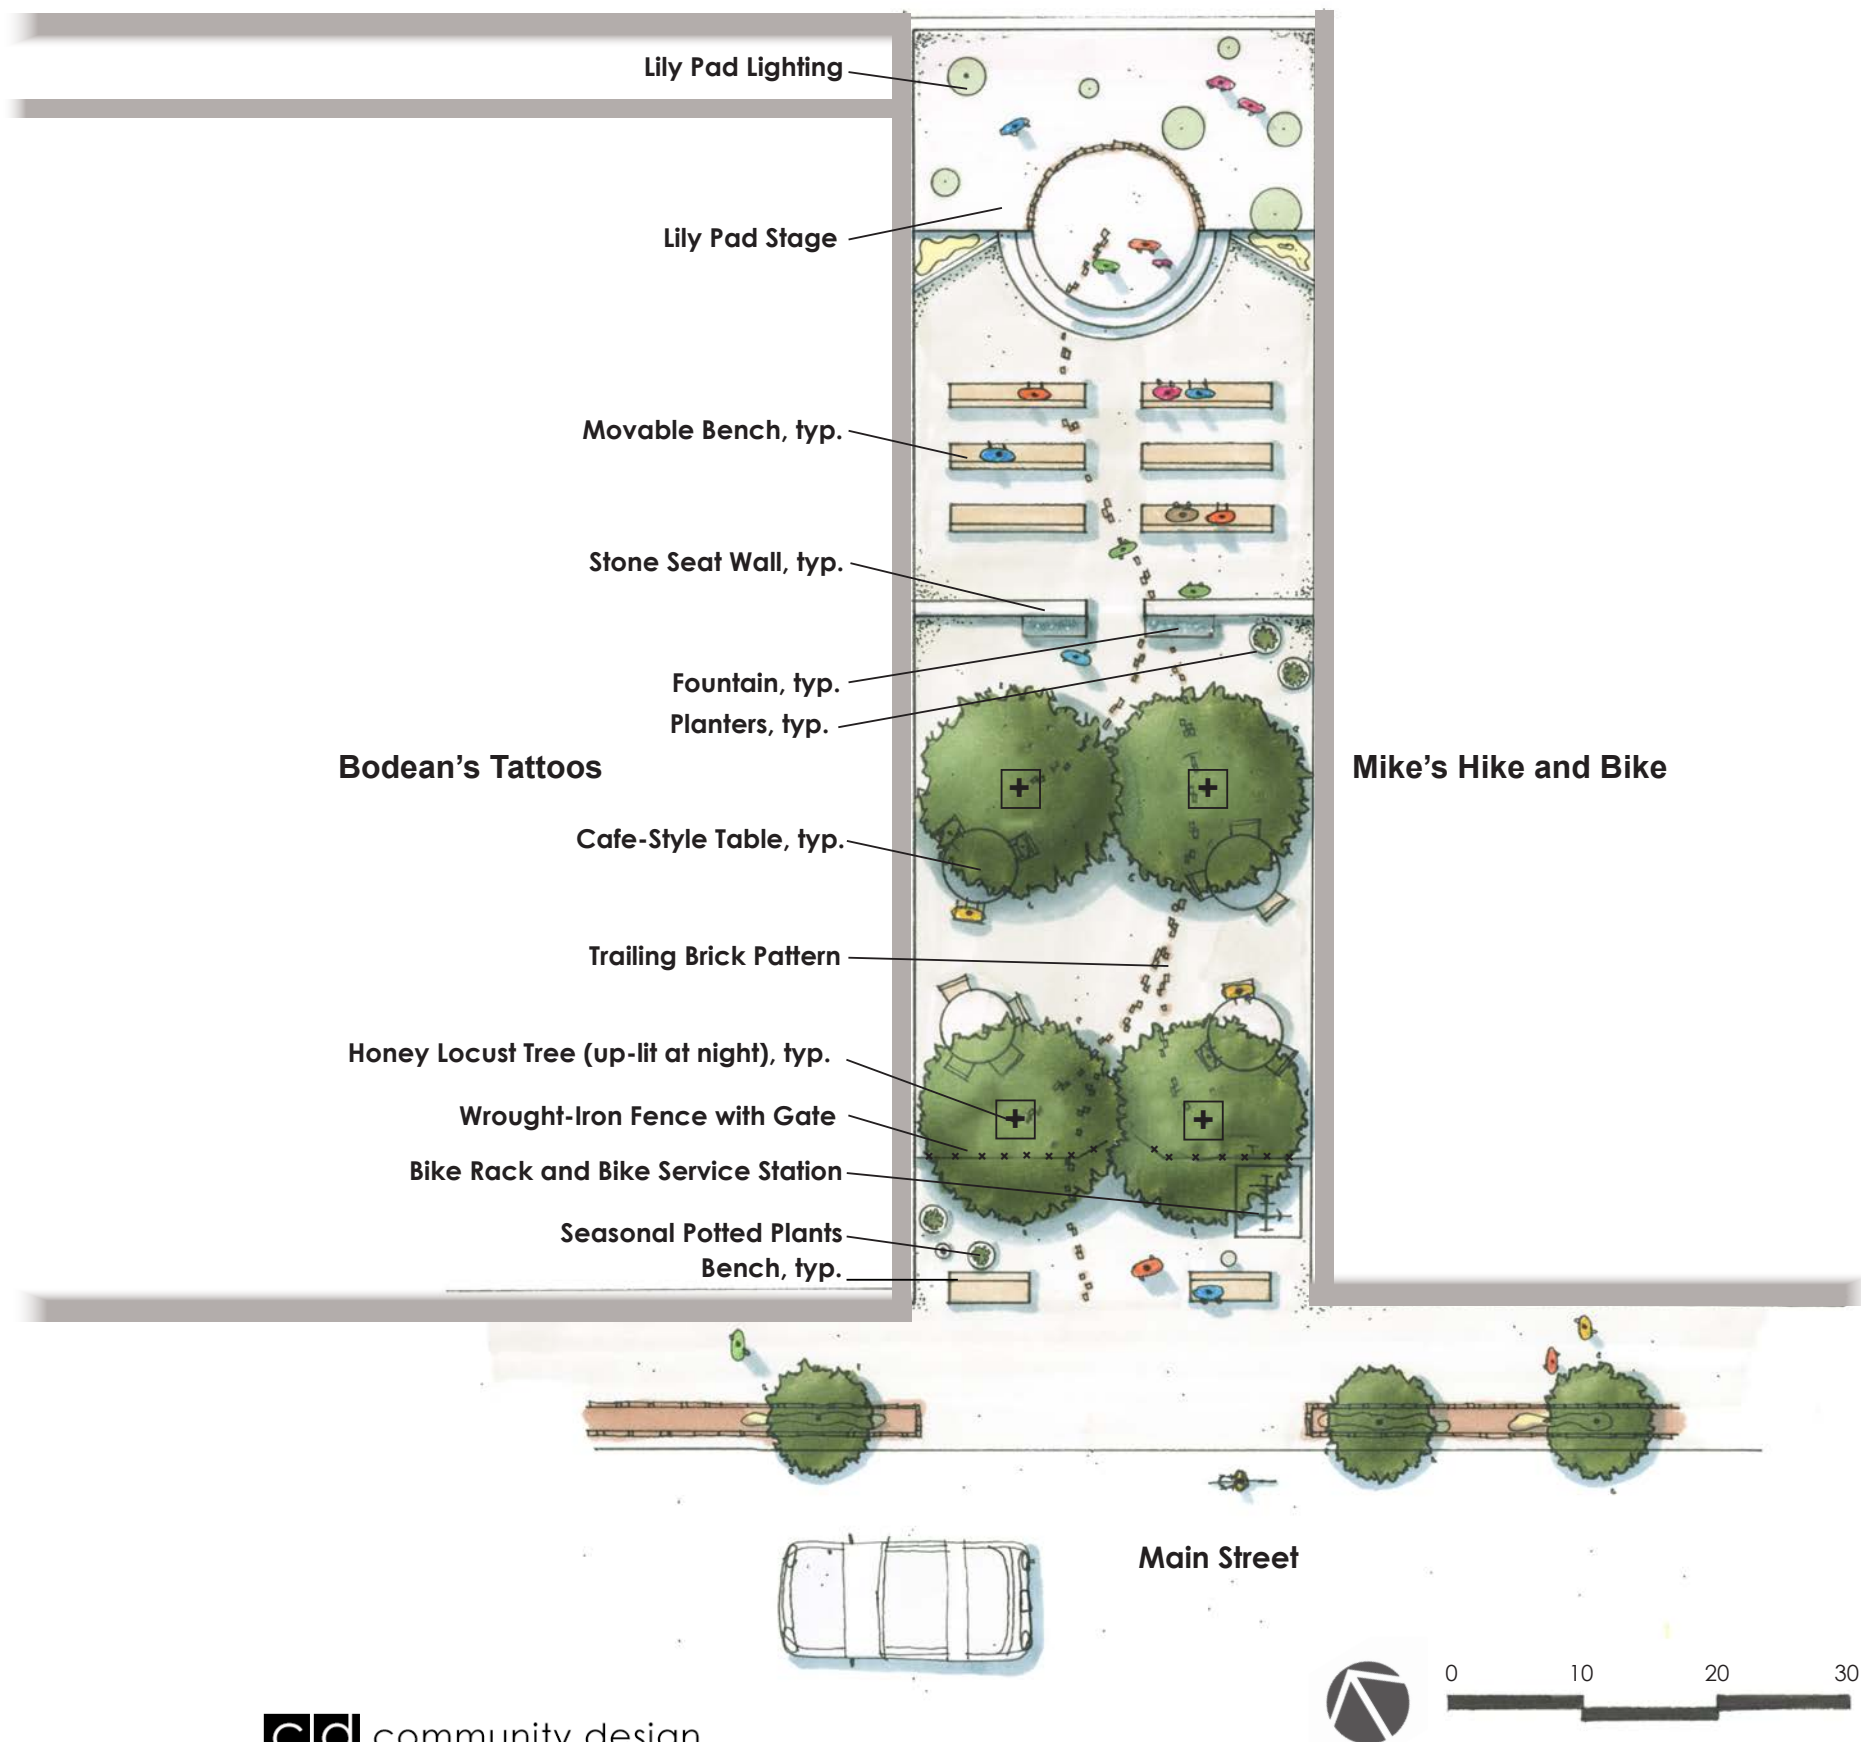 Lily Pad Lighting
Lily Pad Stage
Movable Bench, typ.
Stone Seat Wall, typ.
Fountain, typ.
Planters, typ.
Bodean's Tattoos
Mike's Hike and Bike
Cafe-Style Table, typ.
Trailing Brick Pattern
Honey Locust Tree (up-lit at night), typ.
Wrought-Iron Fence with Gate
Bike Rack and Bike Service Station
Seasonal Potted Plants
Bench, typ.
Main Street
0 10 20 30
cd community design